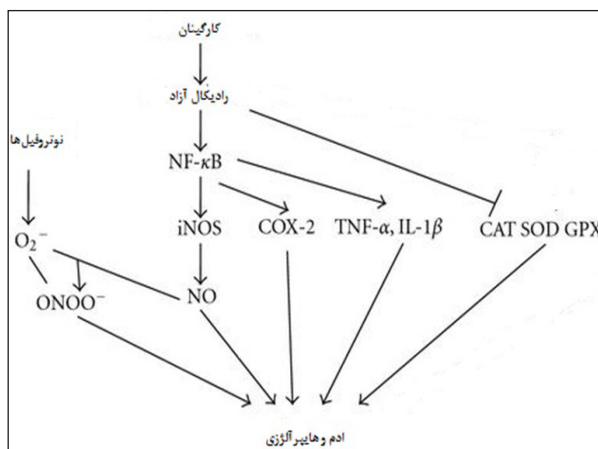 کارگینان
رادیکال آزاد
نوتروفیل‌ها
NF-κB
iNOS COX-2 TNF-α, IL-1β CAT SOD GPX
O₂⁻
ONOO⁻ NO
ادم و هایپرآلژزی